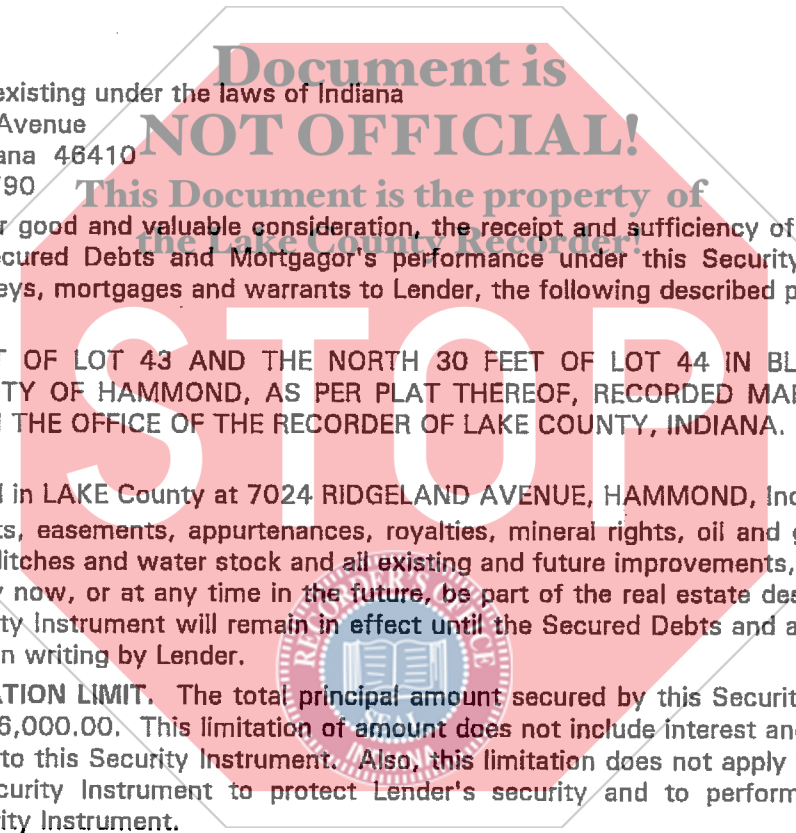 Document is
existing under the laws of Indiana
Avenue
NOT OFFICIAL!
ana 46410
790
This Document is the property of
r good and valuable consideration, the receipt and sufficiency of
the Lake County Recorder!
cured Debts and Mortgagor's performance under this Security
eys, mortgages and warrants to Lender, the following described p
STOP
T OF LOT 43 AND THE NORTH 30 FEET OF LOT 44 IN BL
TY OF HAMMOND, AS PER PLAT THEREOF, RECORDED MA
THE OFFICE OF THE RECORDER OF LAKE COUNTY, INDIANA.
d in LAKE County at 7024 RIDGELAND AVENUE, HAMMOND, Inc
ts, easements, appurtenances, royalties, mineral rights, oil and g
litches and water stock and all existing and future improvements,
now, or at any time in the future, be part of the real estate des
ty Instrument will remain in effect until the Secured Debts and a
n writing by Lender.
RECORDER'S OFFICE
SEAL
INDIANA
ATION LIMIT. The total principal amount secured by this Securit
6,000.00. This limitation of amount does not include interest and
to this Security Instrument. Also, this limitation does not apply
curity Instrument to protect Lender's security and to perform
rity Instrument.